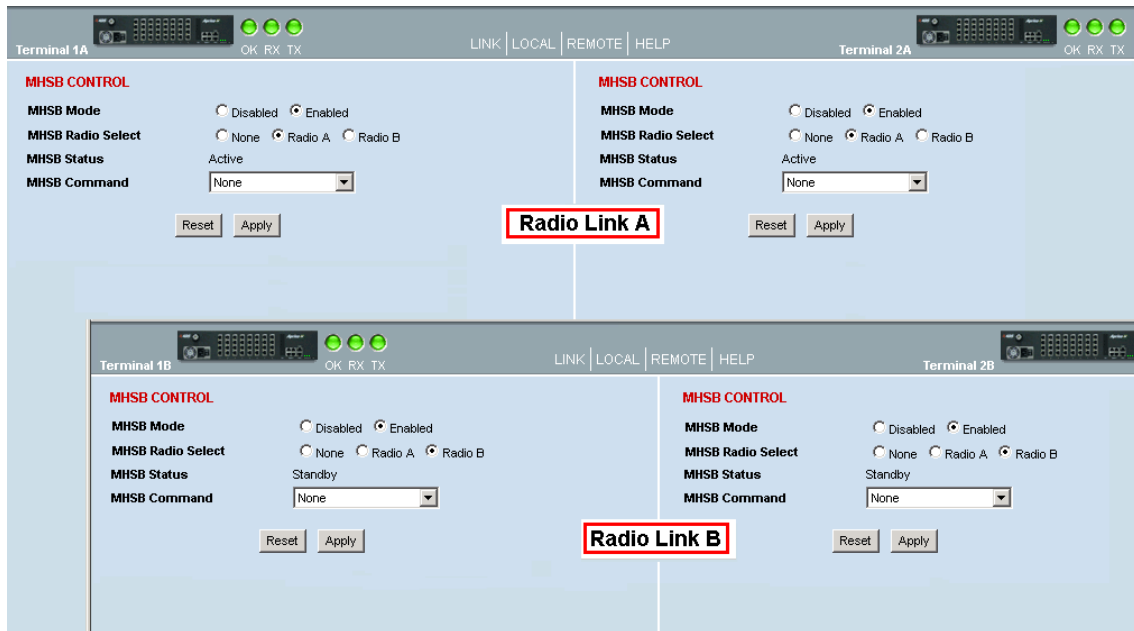 Terminal 1A OK RX TX LINK LOCAL REMOTE HELP Terminal 2A OK RX TX
MHSB CONTROL
MHSB Mode Disabled Enabled
MHSB Radio Select None Radio A Radio B
MHSB Status Active
MHSB Command None
Reset Apply
MHSB CONTROL
MHSB Mode Disabled Enabled
MHSB Radio Select None Radio A Radio B
MHSB Status Active
MHSB Command None
Reset Apply
Radio Link A
Terminal 1B OK RX TX LINK LOCAL REMOTE HELP Terminal 2B
MHSB CONTROL
MHSB Mode Disabled Enabled
MHSB Radio Select None Radio A Radio B
MHSB Status Standby
MHSB Command None
Reset Apply
MHSB CONTROL
MHSB Mode Disabled Enabled
MHSB Radio Select None Radio A Radio B
MHSB Status Standby
MHSB Command None
Reset Apply
Radio Link B